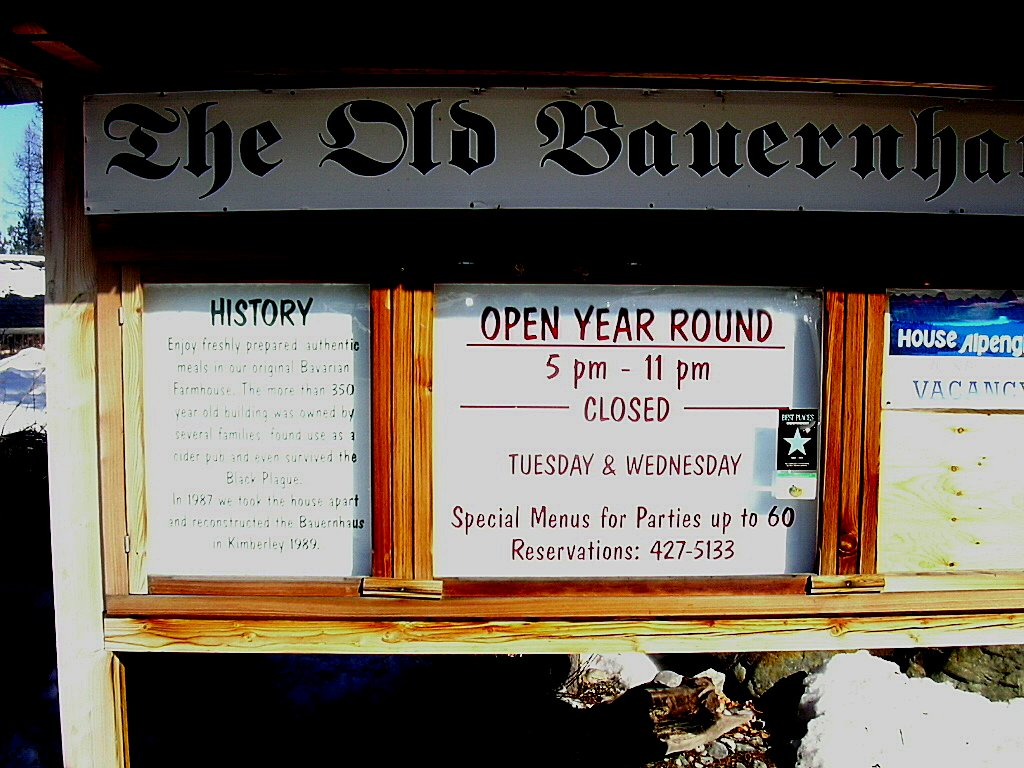 The Old Bauernha
HISTORY
Enjoy freshly prepared authentic
meals in our original Bavarian
Farmhouse. The more than 350
year old building was owned by
several families, found use as a
cider pub and even survived the
Black Plague.
In 1987 we took the house apart
and reconstructed the Bauernhaus
in Kimberley 1989.
OPEN YEAR ROUND
5 pm - 11 pm
CLOSED
TUESDAY & WEDNESDAY
Special Menus for Parties up to 60
Reservations: 427-5133
BEST PLACES
HOUSE Alpengl
VACANCY